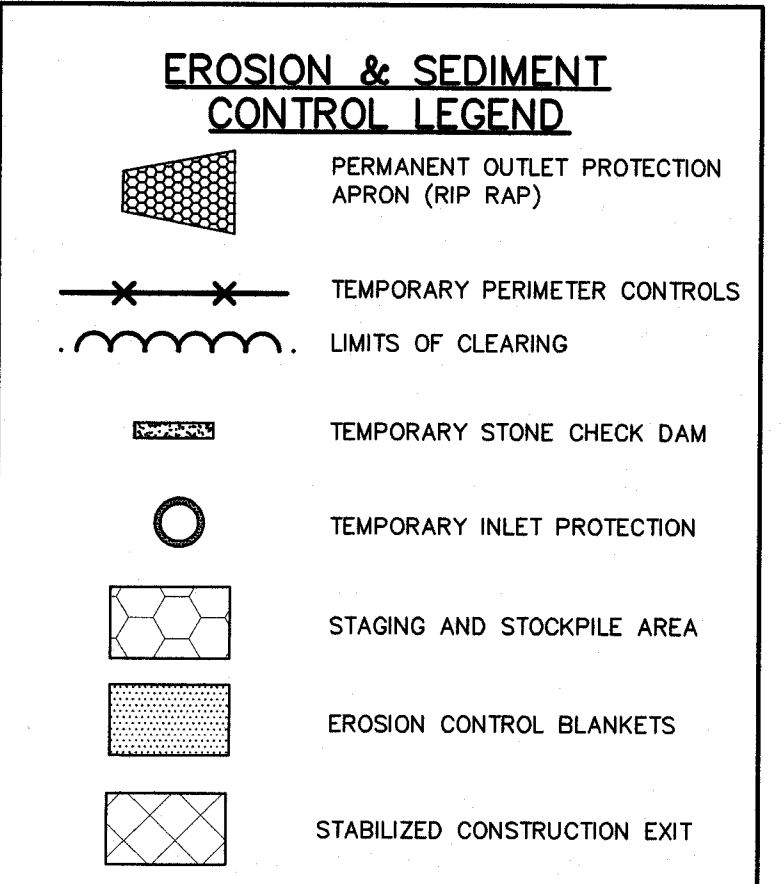 EROSION & SEDIMENT
CONTROL LEGEND
PERMANENT OUTLET PROTECTION
APRON (RIP RAP)
TEMPORARY PERIMETER CONTROLS
LIMITS OF CLEARING
TEMPORARY STONE CHECK DAM
TEMPORARY INLET PROTECTION
STAGING AND STOCKPILE AREA
EROSION CONTROL BLANKETS
STABILIZED CONSTRUCTION EXIT